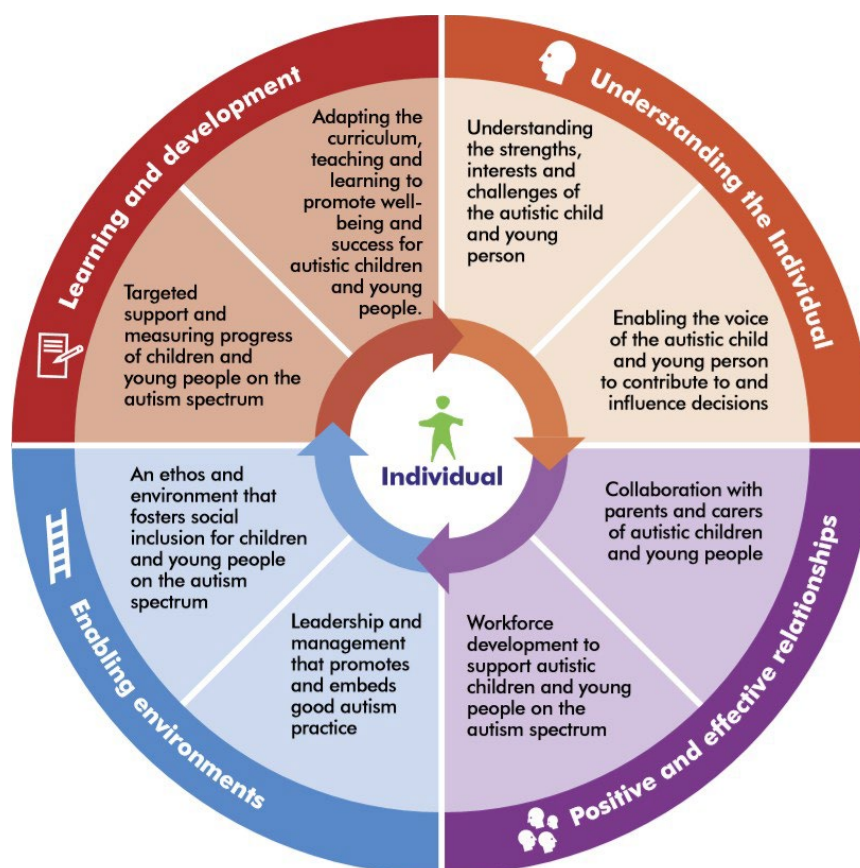 Understanding the Individual
Understanding
the strengths,
interests and
challenges of
the autistic child
and young
person
Enabling the voice
of the autistic child
and young person
to contribute to and
influence decisions
Positive and effective relationships
Collaboration with
parents and carers
of autistic children
and young people
Workforce
development to
support autistic
children and young
people on the
autism spectrum
Enabling environments
Leadership and
management
that promotes
and embeds
good autism
practice
An ethos and
environment that
fosters social
inclusion for children
and young people
on the autism
spectrum
Learning and development
Targeted
support and
measuring progress
of children and
young people on the
autism spectrum
Adapting the
curriculum,
teaching and
learning to
promote well-
being and
success for
autistic children
and young
people.
Individual